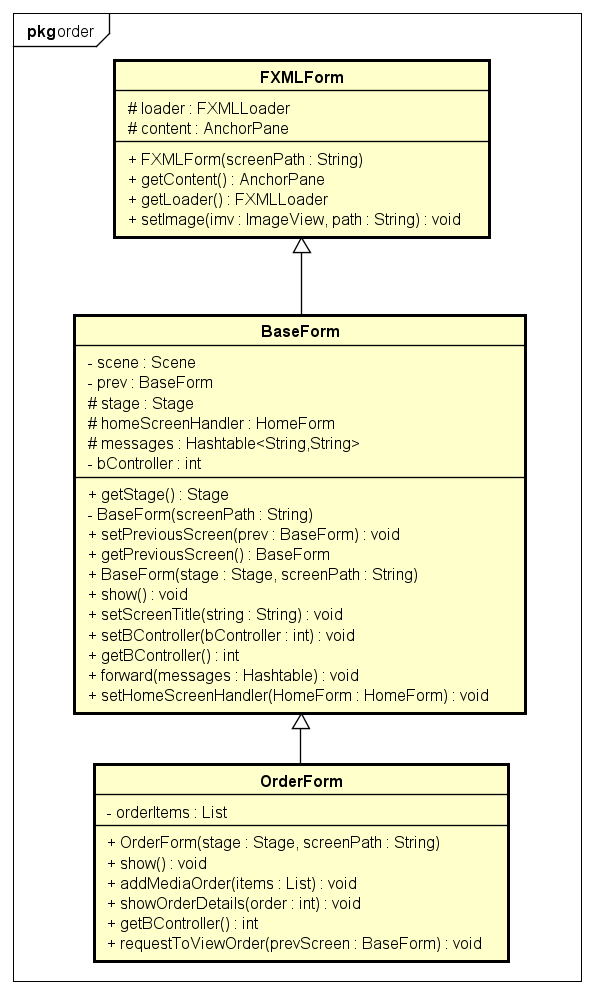 pkg order
FXMLForm
# loader : FXMLLoader
# content : AnchorPane
+ FXMLForm(screenPath : String)
+ getContent() : AnchorPane
+ getLoader() : FXMLLoader
+ setImage(imv : ImageView, path : String) : void
BaseForm
- scene : Scene
- prev : BaseForm
# stage : Stage
# homeScreenHandler : HomeForm
# messages : Hashtable<String,String>
- bController : int
+ getStage() : Stage
- BaseForm(screenPath : String)
+ setPreviousScreen(prev : BaseForm) : void
+ getPreviousScreen() : BaseForm
+ BaseForm(stage : Stage, screenPath : String)
+ show() : void
+ setScreenTitle(string : String) : void
+ setBController(bController : int) : void
+ getBController() : int
+ forward(messages : Hashtable) : void
+ setHomeScreenHandler(HomeForm : HomeForm) : void
OrderForm
- orderItems : List
+ OrderForm(stage : Stage, screenPath : String)
+ show() : void
+ addMediaOrder(items : List) : void
+ showOrderDetails(order : int) : void
+ getBController() : int
+ requestToViewOrder(prevScreen : BaseForm) : void